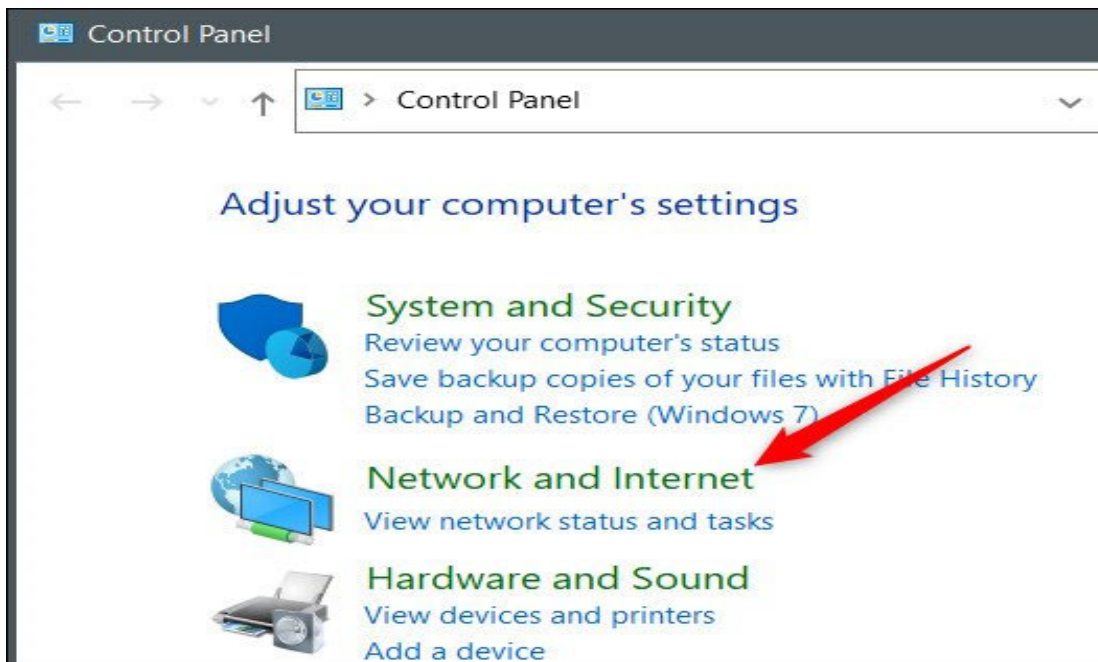 Control Panel
> Control Panel
Adjust your computer's settings
System and Security
Review your computer's status
Save backup copies of your files with File History
Backup and Restore (Windows 7)
Network and Internet
View network status and tasks
Hardware and Sound
View devices and printers
Add a device